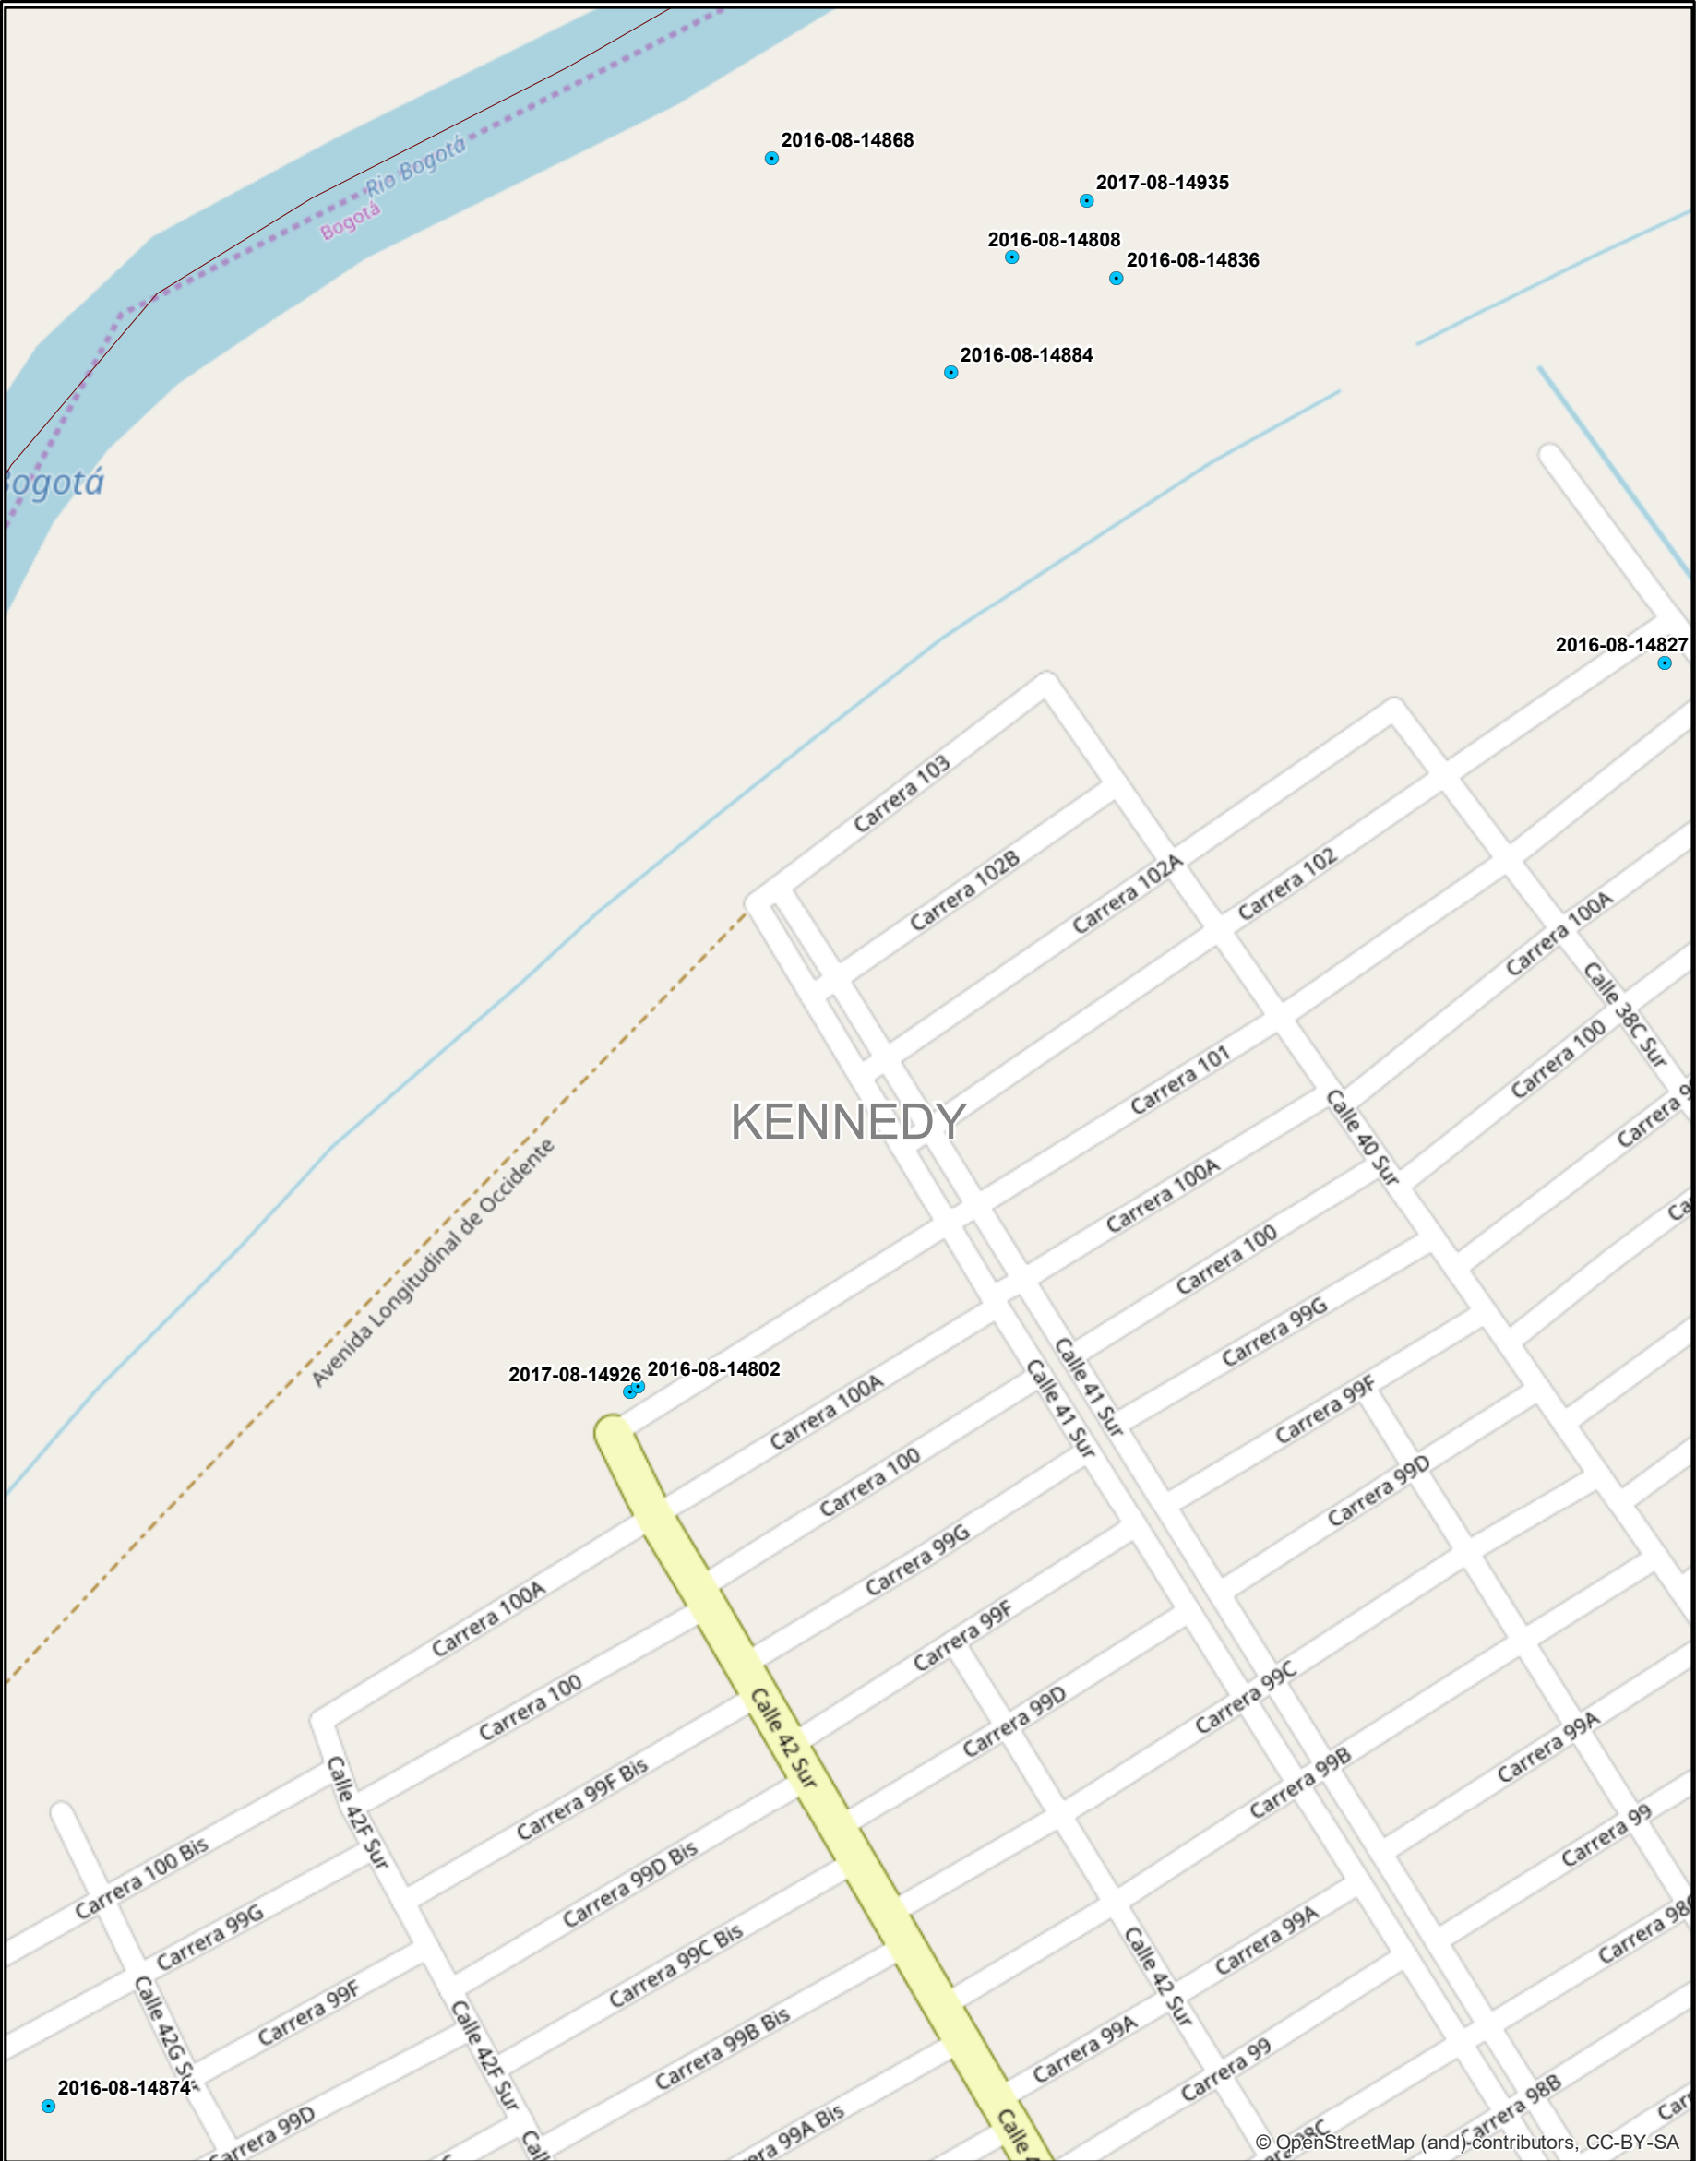 2016-08-14868
Rio Bogotá
Bogotá
2017-08-14935
2016-08-14808
2016-08-14836
2016-08-14884
ogotá
2016-08-14827
Carrera 103
Carrera 102B
Carrera 102A
Carrera 102
Carrera 100A
Calle 38C Sur
Carrera 100
Carrera 101
Calle 40 Sur
KENNEDY
Avenida Longitudinal de Occidente
Carrera 100A
Carrera 100
Carrera 99G
Calle 41 Sur
Calle 41 Sur
2017-08-14926
2016-08-14802
Carrera 100A
Carrera 99F
Carrera 100
Carrera 99D
Carrera 99G
Carrera 100A
Carrera 99F
Carrera 100
Carrera 99C
Carrera 99D
Calle 42 Sur
Carrera 99A
Carrera 99B
Carrera 99F Bis
Calle 42F Sur
Carrera 99
Carrera 100 Bis
Carrera 99D Bis
Carrera 99G
Carrera 99A
Carrera 99C Bis
Calle 42 Sur
Carrera 99F
Calle 42G Sur
Calle 42F Sur
Carrera 99B Bis
Carrera 99A
Carrera 99
2016-08-14874
Carrera 98B
arrera 99D
era 99A Bis
© OpenStreetMap (and) contributors, CC-BY-SA